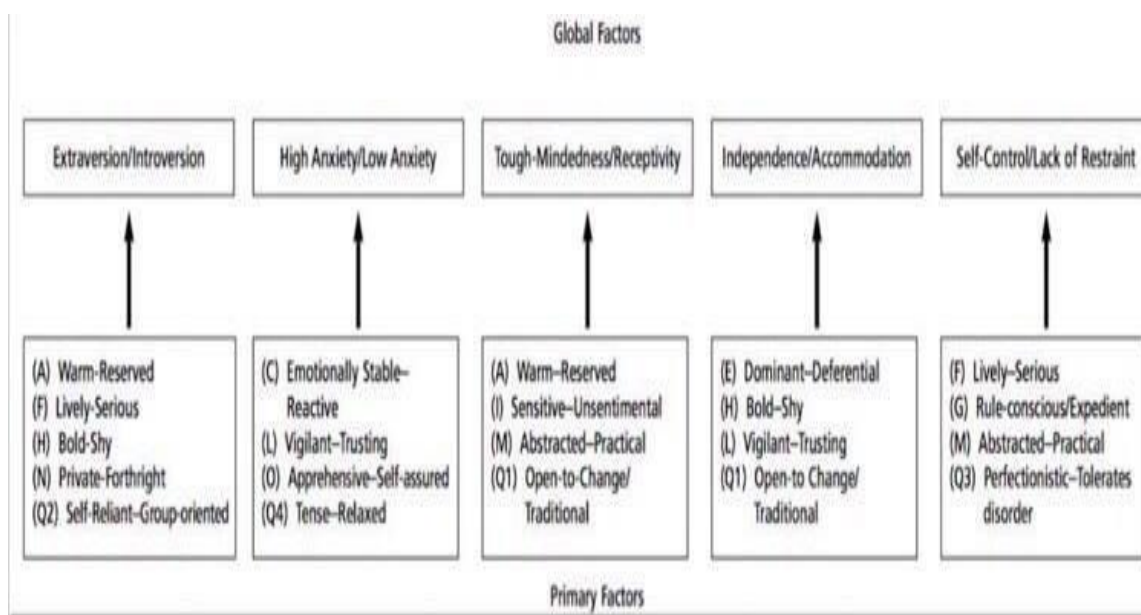 Global Factors
Extraversion/Introversion
High Anxiety/Low Anxiety
Tough-Mindedness/Receptivity
Independence/Accommodation
Self-Control/Lack of Restraint
(A) Warm-Reserved
(F) Lively-Serious
(H) Bold-Shy
(N) Private-Forthright
(Q2) Self-Reliant–Group-oriented
(C) Emotionally Stable–
Reactive
(L) Vigilant–Trusting
(O) Apprehensive–Self-assured
(Q4) Tense–Relaxed
(A) Warm–Reserved
(I) Sensitive–Unsentimental
(M) Abstracted–Practical
(Q1) Open-to-Change/
Traditional
(E) Dominant–Deferential
(H) Bold–Shy
(L) Vigilant–Trusting
(Q1) Open-to Change/
Traditional
(F) Lively–Serious
(G) Rule-conscious/Expedient
(M) Abstracted–Practical
(Q3) Perfectionistic–Tolerates
disorder
Primary Factors